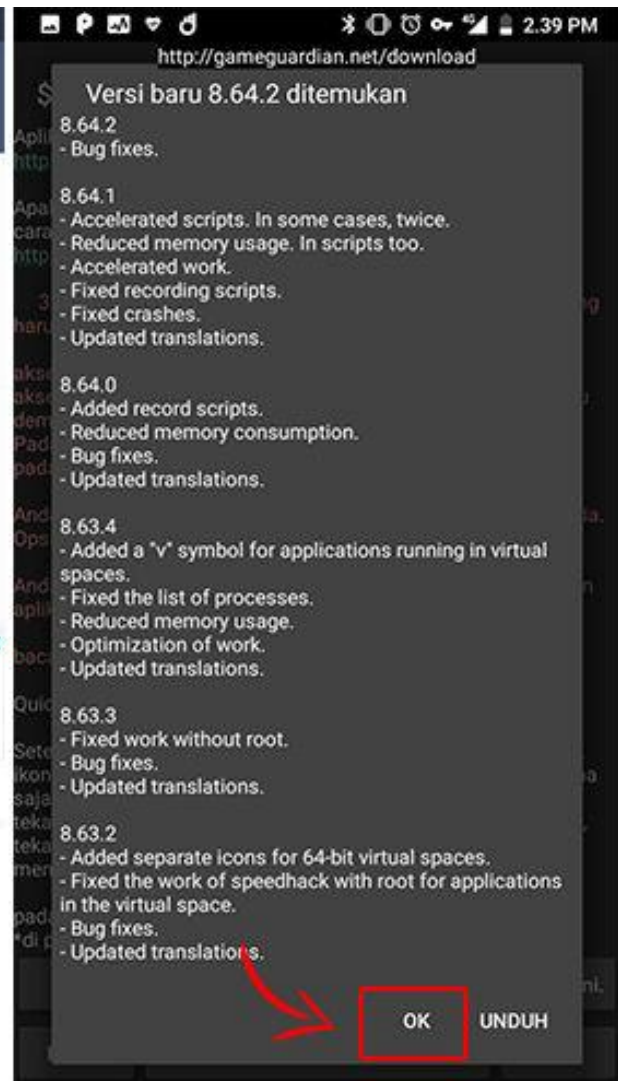 2.39 PM
http://gameguardian.net/download
Versi baru 8.64.2 ditemukan
8.64.2
- Bug fixes.
8.64.1
- Accelerated scripts. In some cases, twice.
- Reduced memory usage. In scripts too.
- Accelerated work.
- Fixed recording scripts.
- Fixed crashes.
- Updated translations.
8.64.0
- Added record scripts.
- Reduced memory consumption.
- Bug fixes.
- Updated translations.
8.63.4
- Added a "v" symbol for applications running in virtual
spaces.
- Fixed the list of processes.
- Reduced memory usage.
- Optimization of work.
- Updated translations.
8.63.3
- Fixed work without root.
- Bug fixes.
- Updated translations.
8.63.2
- Added separate icons for 64-bit virtual spaces.
- Fixed the work of speedhack with root for applications
in the virtual space.
- Bug fixes.
- Updated translations.
OK UNDUH